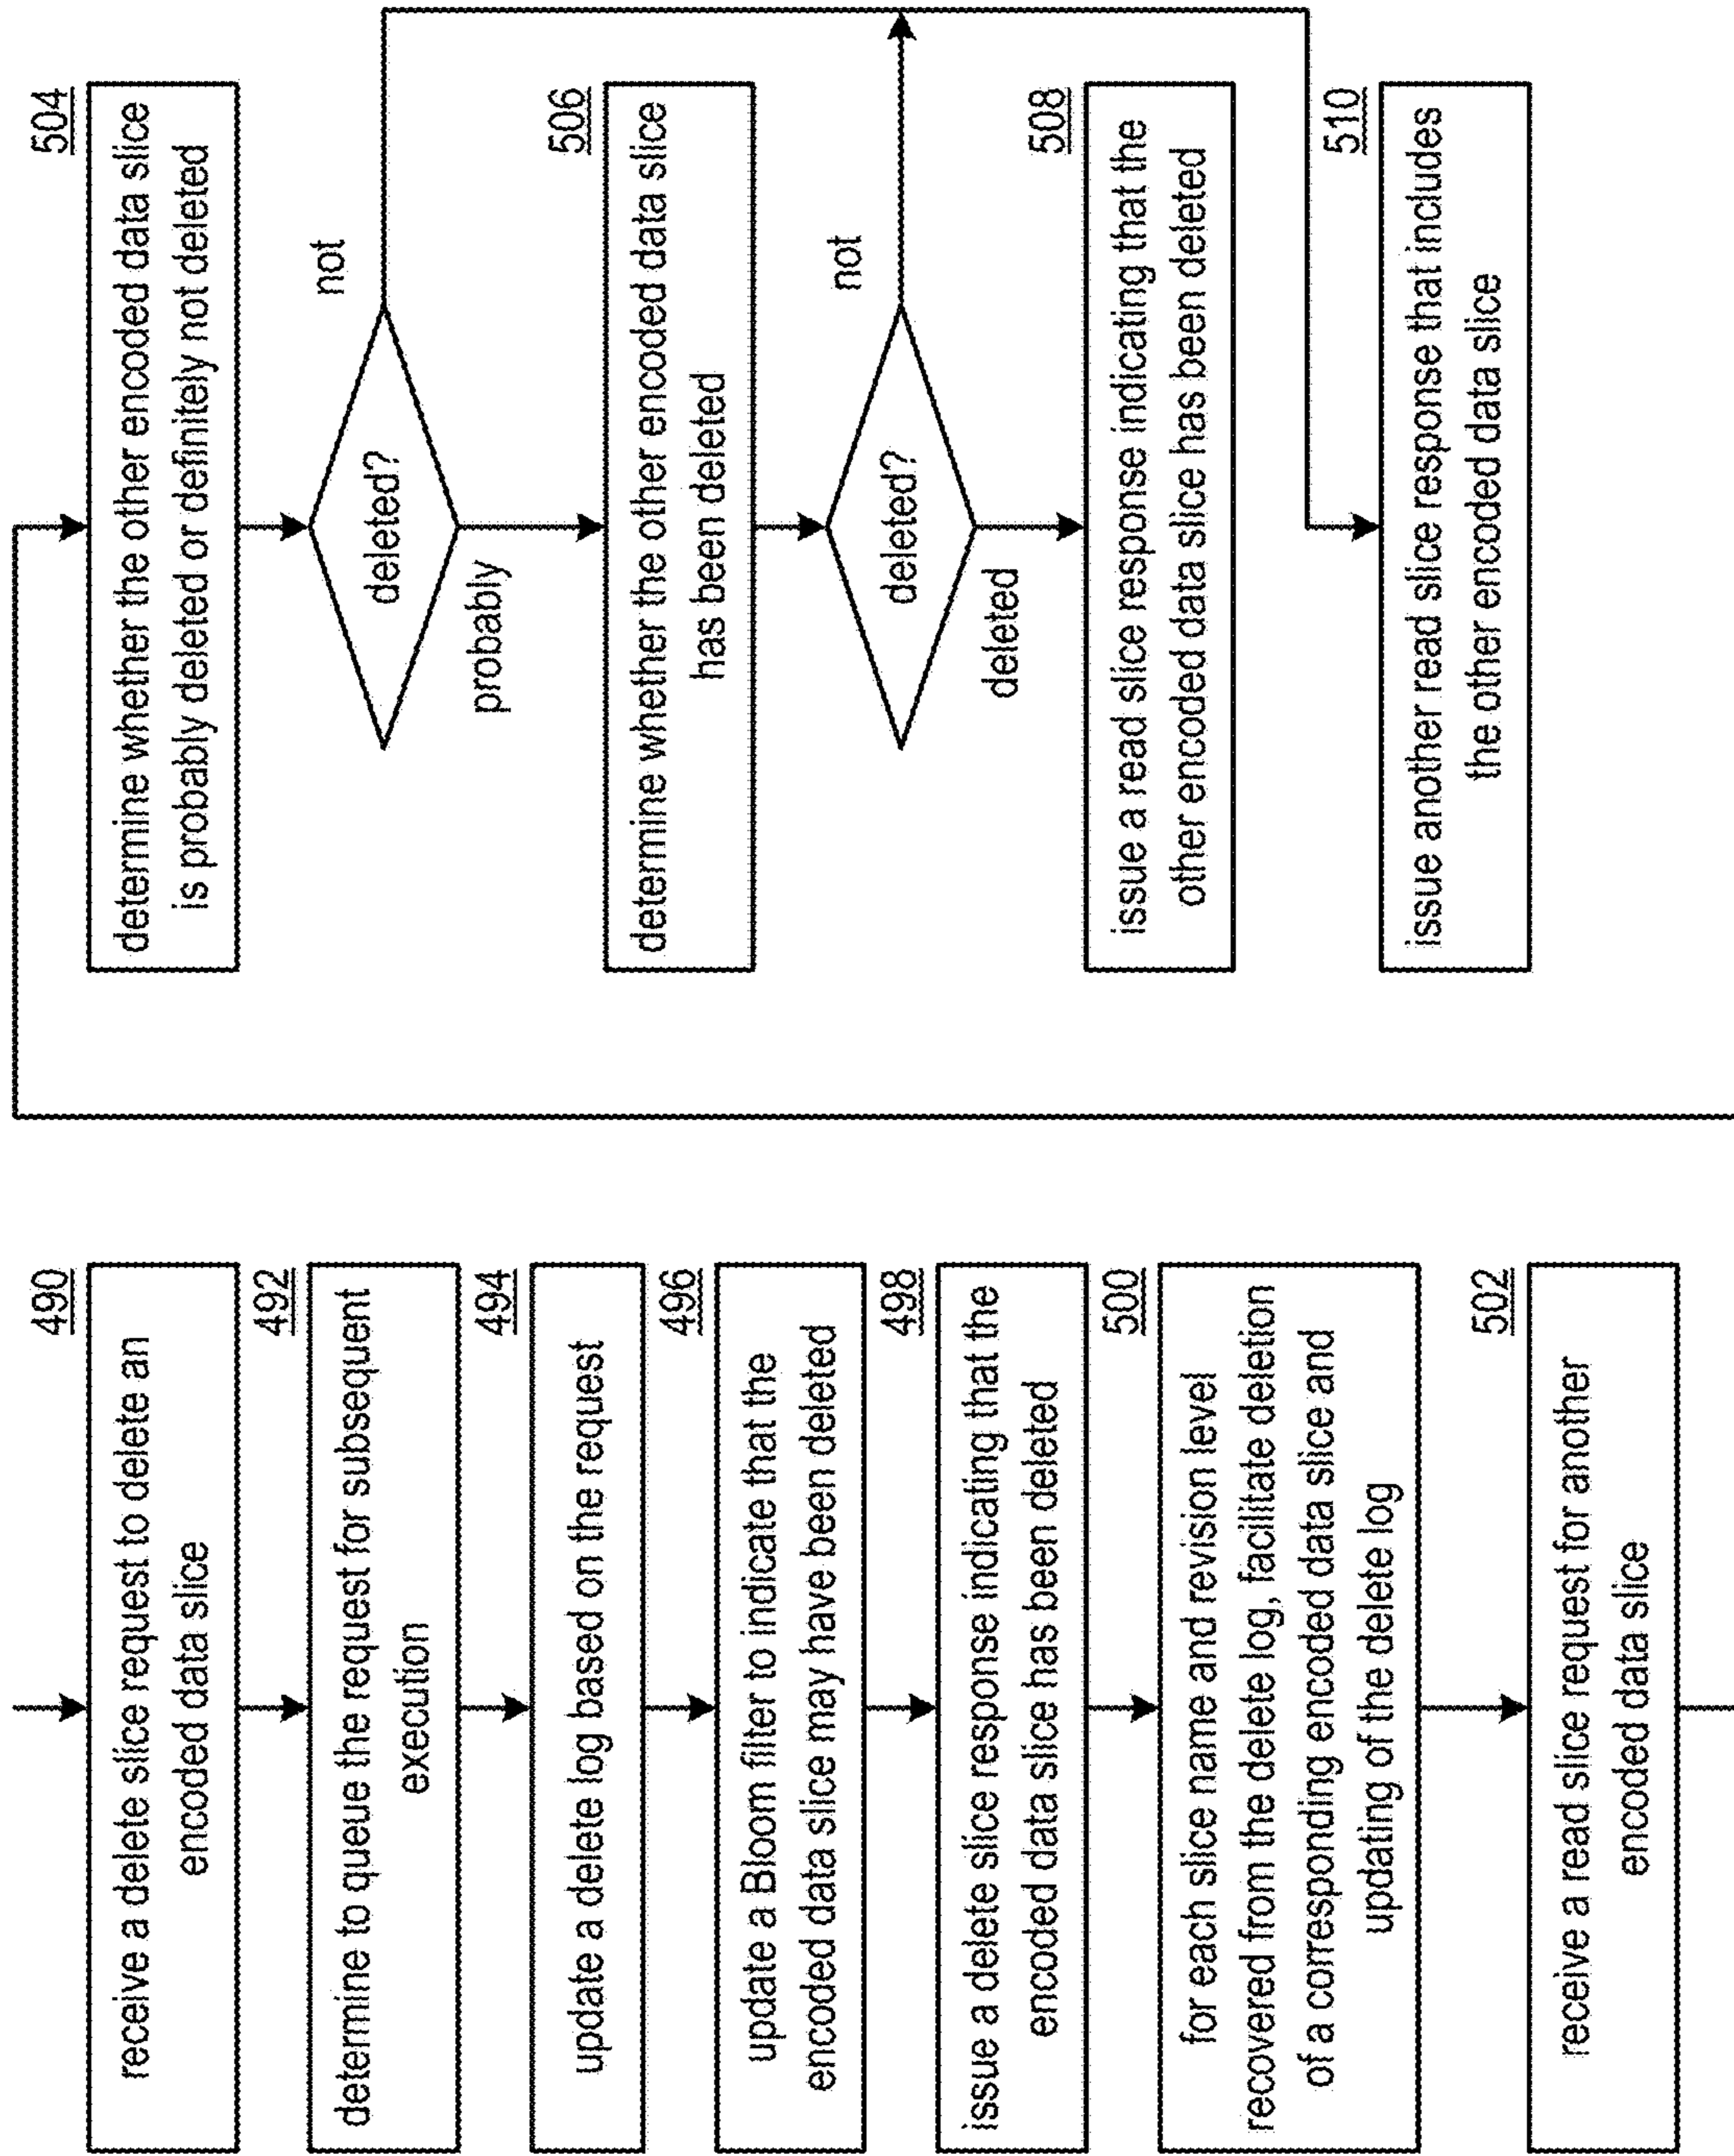 490
receive a delete slice request to delete an
encoded data slice
492
determine to queue the request for subsequent
execution
494
update a delete log based on the request
496
update a Bloom filter to indicate that the
encoded data slice may have been deleted
498
issue a delete slice response indicating that the
encoded data slice has been deleted
500
for each slice name and revision level
recovered from the delete log, facilitate deletion
of a corresponding encoded data slice and
updating of the delete log
502
receive a read slice request for another
encoded data slice
504
determine whether the other encoded data slice
is probably deleted or definitely not deleted
deleted?
not
probably
506
determine whether the other encoded data slice
has been deleted
deleted?
not
deleted
508
issue a read slice response indicating that the
other encoded data slice has been deleted
510
issue another read slice response that includes
the other encoded data slice